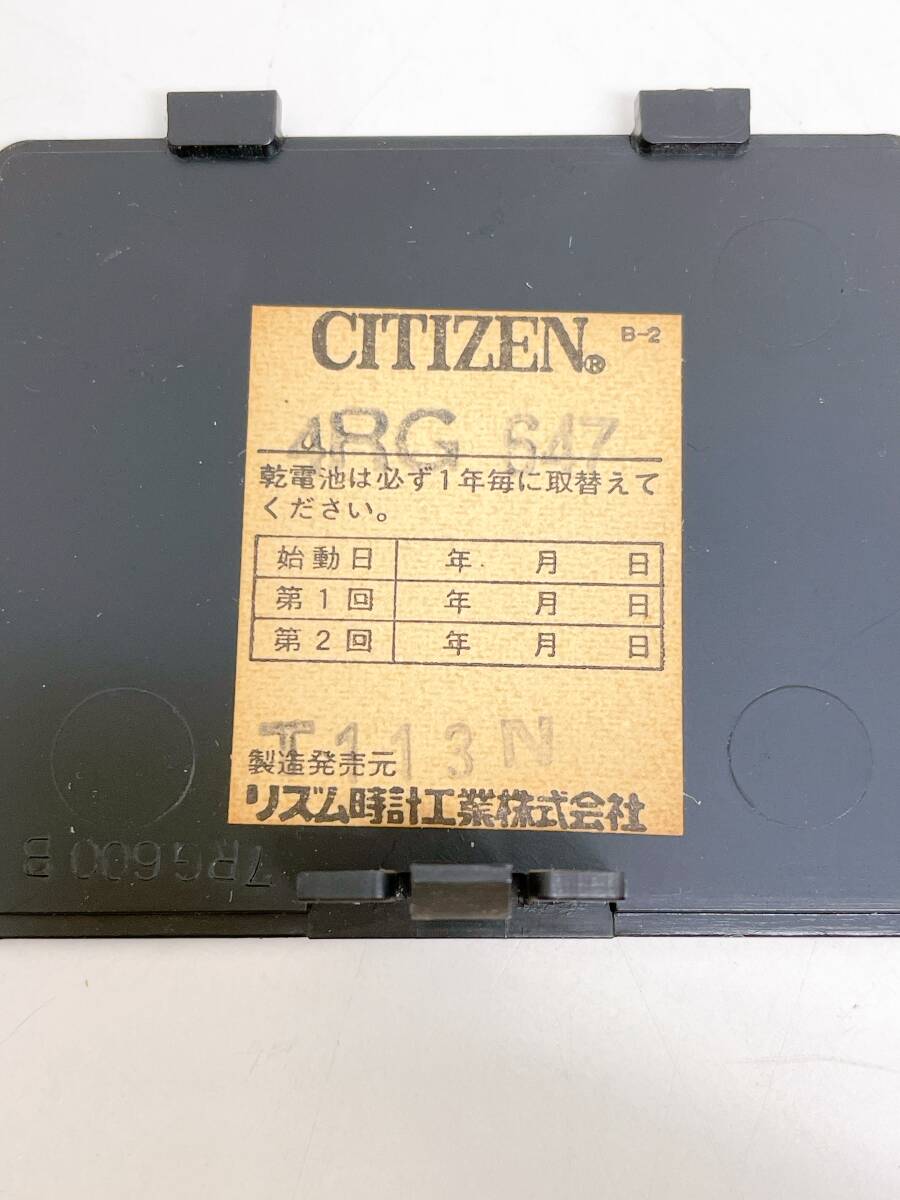 CITIZEN®
B-2
4RG 647
乾電池は必ず1年毎に取替えて
ください。
始動日 年 月 日
第1回 年 月 日
第2回 年 月 日
T113N
製造発売元
リズム時計工業株式会社
7RG600B